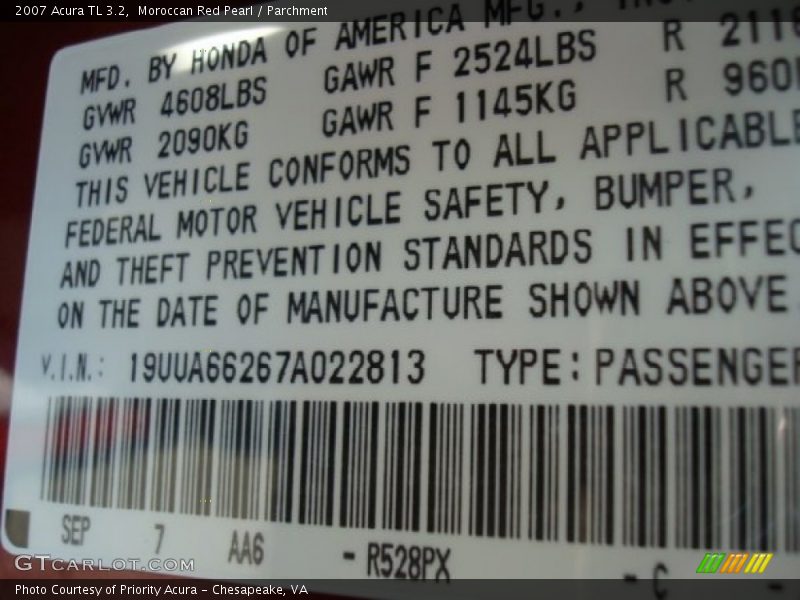 2007 Acura TL 3.2, Moroccan Red Pearl / Parchment
MFD. BY HONDA OF AMERICA MFG.,
GVWR 4608LBS GAWR F 2524LBS R
GVWR 2090KG GAWR F 1145KG R
THIS VEHICLE CONFORMS TO ALL APPLICABLE
FEDERAL MOTOR VEHICLE SAFETY, BUMPER,
AND THEFT PREVENTION STANDARDS IN EFFEC
ON THE DATE OF MANUFACTURE SHOWN ABOVE
V.I.N.: 19UUA66267A022813 TYPE: PASSENGER
SEP 7 AA6 - R528PX - C
GTCARLOT.COM
Photo Courtesy of Priority Acura - Chesapeake, VA